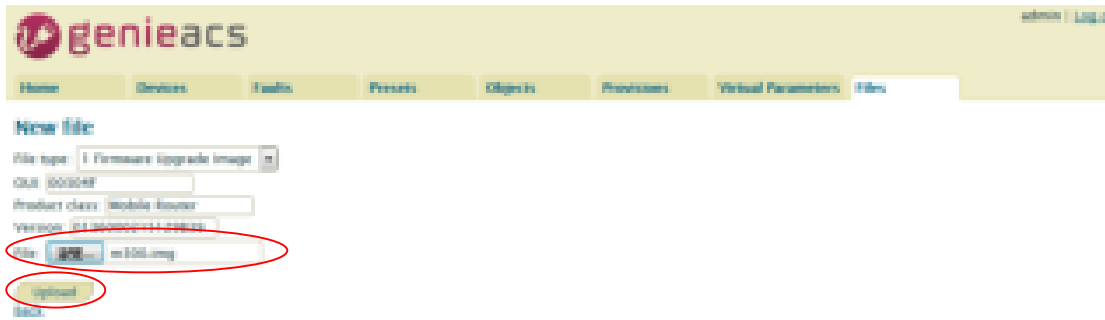 genieacs
admin | Log
Home Devices Faults Presets Objects Provisions Virtual Parameters Files
New file
File type: 1 Firmware Upgrade Image
OUI:
Product class: Mobile Router
Version:
File: .img
Upload
back